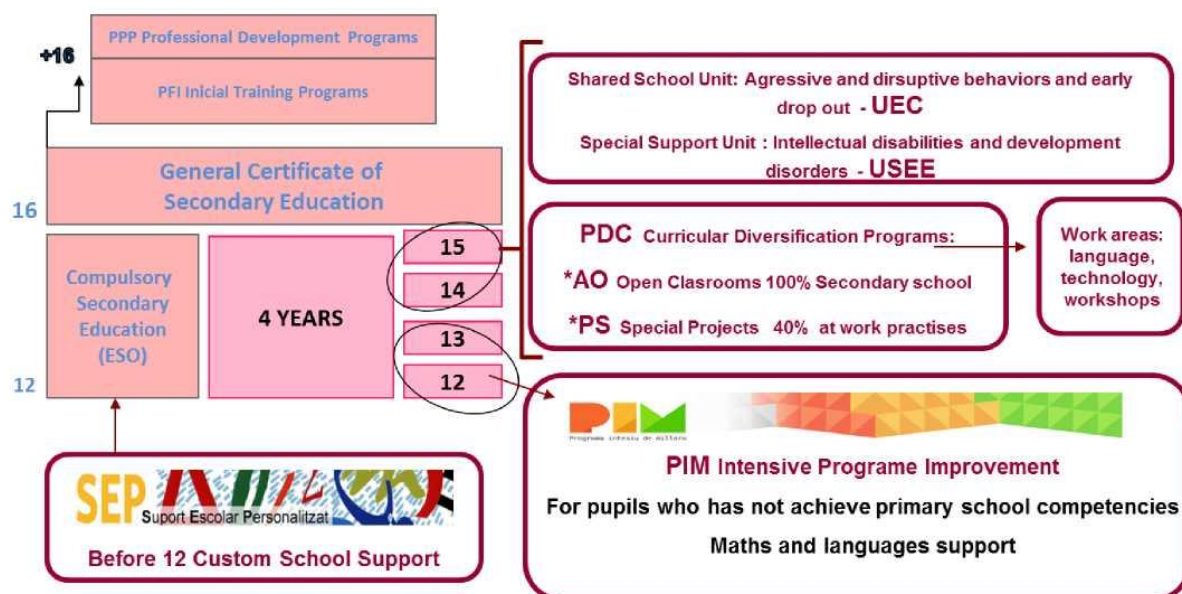 +16
PPP Professional Development Programs
PFI Inicial Training Programs
General Certificate of
Secondary Education
16
Compulsory
Secondary
Education
(ESO)
12
4 YEARS
15
14
13
12
Shared School Unit: Agressive and dirsuptive behaviors and early
drop out - UEC
Special Support Unit : Intellectual disabilities and development
disorders - USEE
PDC Curricular Diversification Programs:
*AO Open Clasrooms 100% Secondary school
*PS Special Projects 40% at work practises
Work areas:
language,
technology,
workshops
SEP
Suport Escolar Personalitzat
Before 12 Custom School Support
PIM
Programa intensiu de millora
PIM Intensive Programe Improvement
For pupils who has not achieve primary school competencies
Maths and languages support